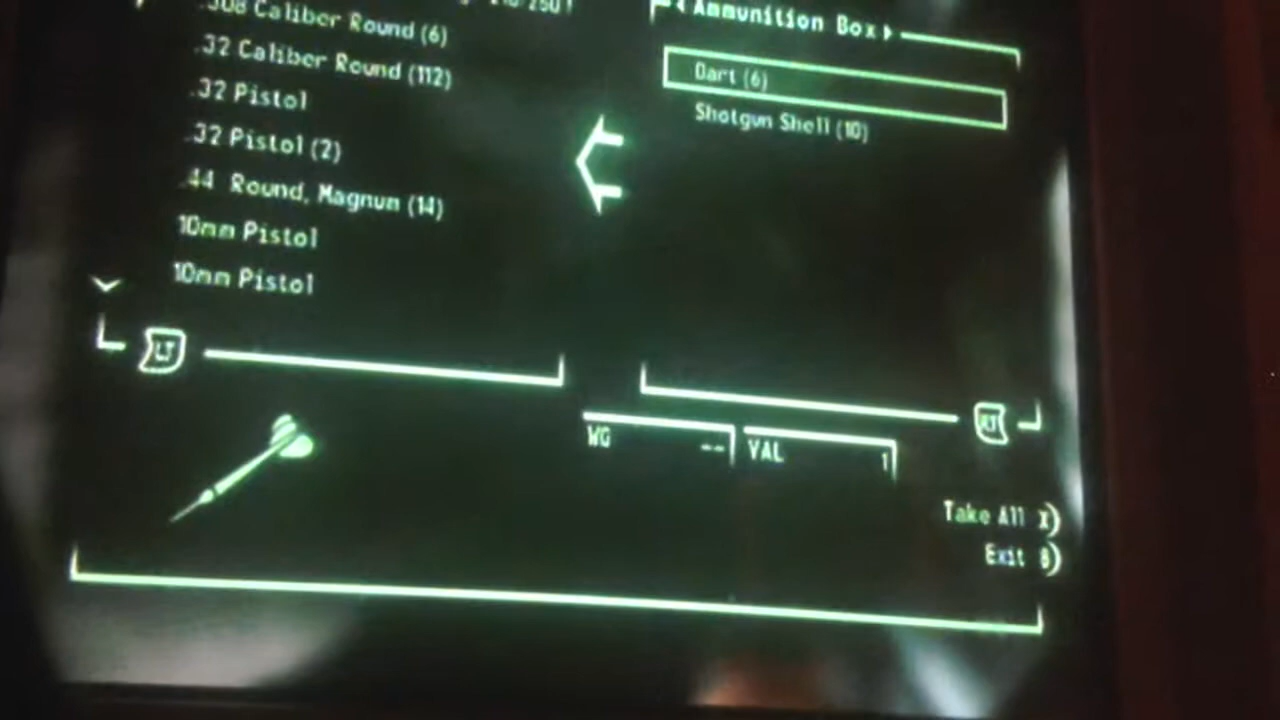 .308 Caliber Round (6)
.32 Caliber Round (112)
.32 Pistol
.32 Pistol (2)
.44 Round, Magnum (14)
10mm Pistol
10mm Pistol
LT
Ammunition Box
Dart (6)
Shotgun Shell (10)
RT
WG --
VAL 1
Take All X)
Exit B)